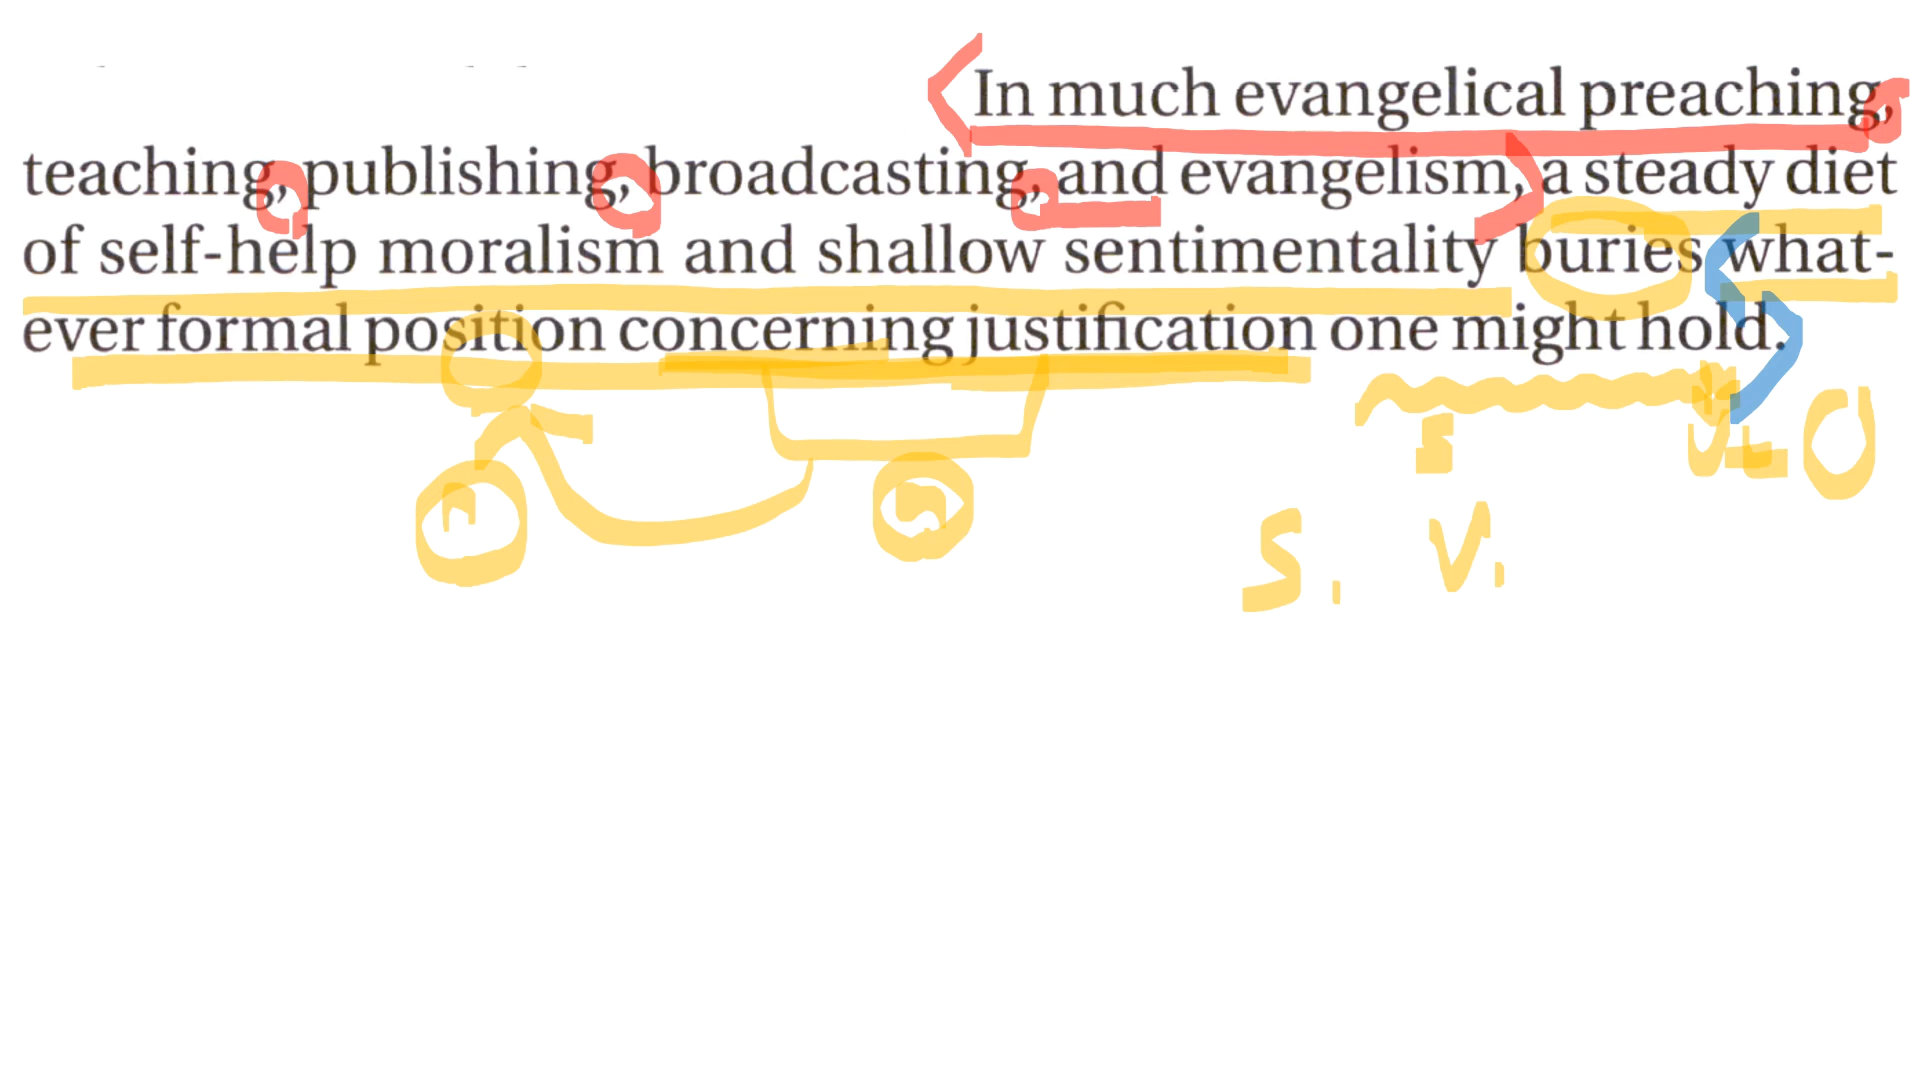 In much evangelical preaching,
teaching, publishing, broadcasting, and evangelism, a steady diet
of self-help moralism and shallow sentimentality buries what-
ever formal position concerning justification one might hold.
S. V.